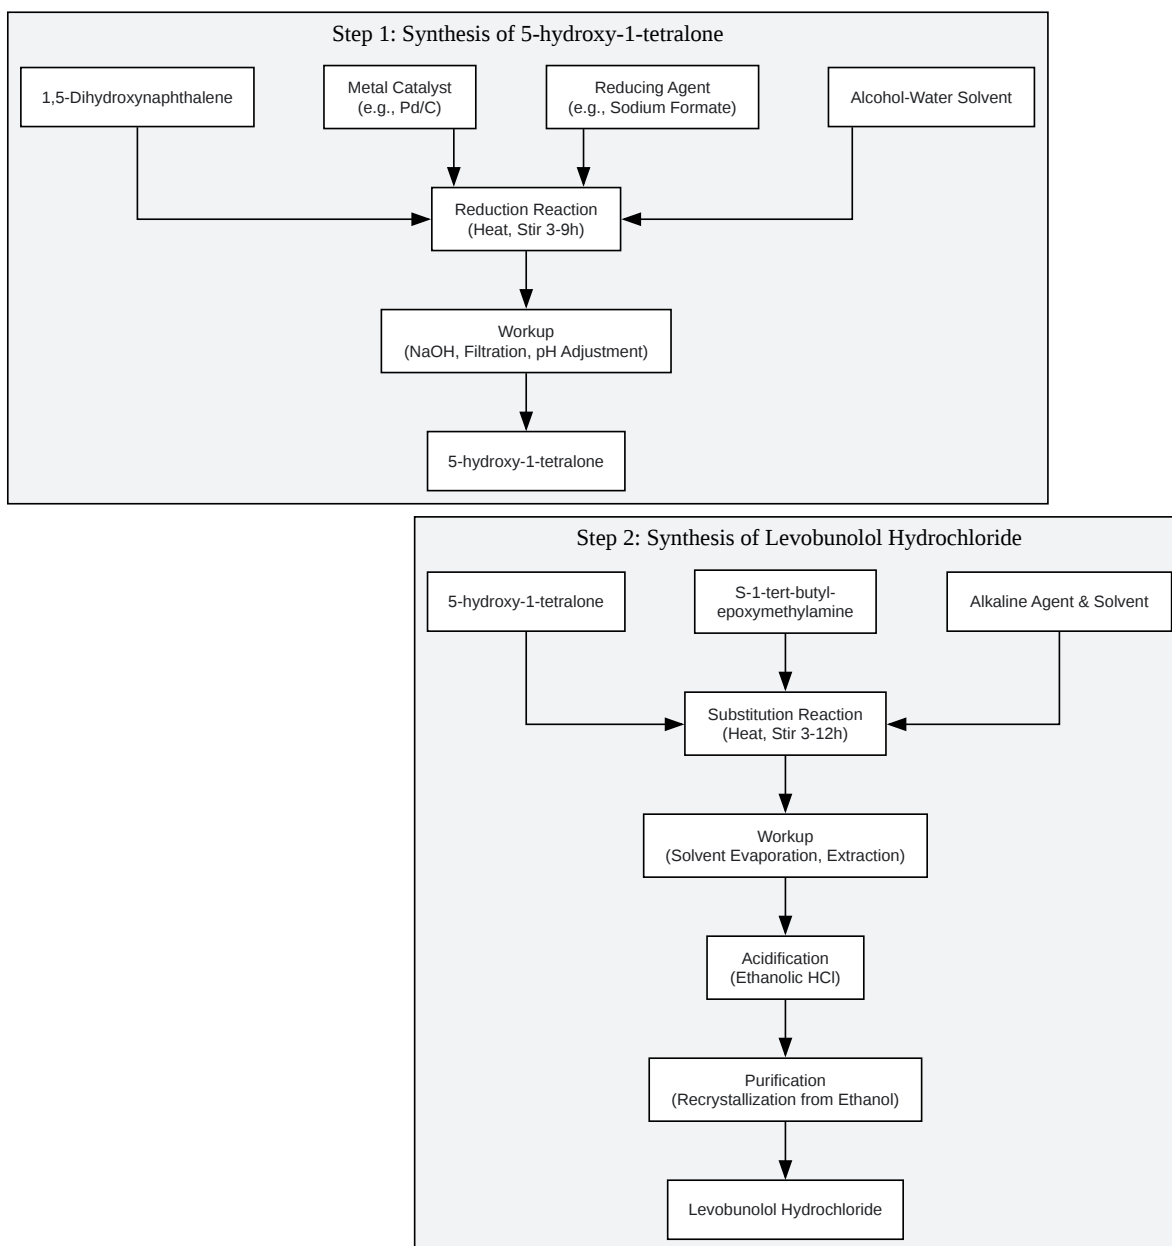 Step 1: Synthesis of 5-hydroxy-1-tetralone
1,5-Dihydroxynaphthalene
Metal Catalyst
(e.g., Pd/C)
Reducing Agent
(e.g., Sodium Formate)
Alcohol-Water Solvent
Reduction Reaction
(Heat, Stir 3-9h)
Workup
(NaOH, Filtration, pH Adjustment)
5-hydroxy-1-tetralone
Step 2: Synthesis of Levobunolol Hydrochloride
5-hydroxy-1-tetralone
S-1-tert-butyl-
epoxymethylamine
Alkaline Agent & Solvent
Substitution Reaction
(Heat, Stir 3-12h)
Workup
(Solvent Evaporation, Extraction)
Acidification
(Ethanolic HCl)
Purification
(Recrystallization from Ethanol)
Levobunolol Hydrochloride